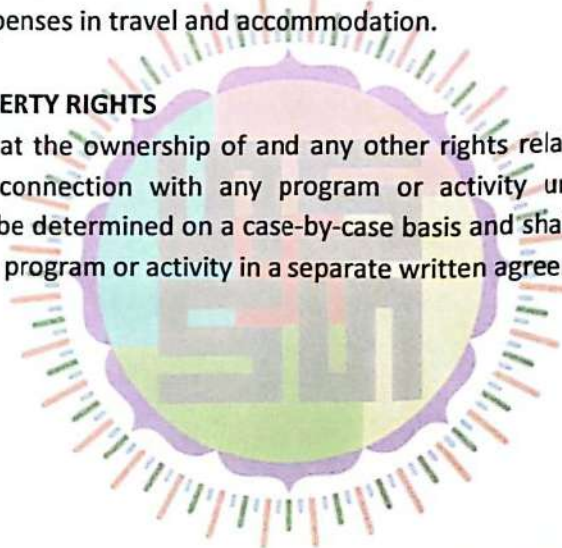 penses in travel and accommodation.
ERTY RIGHTS
at the ownership of and any other rights rela
connection with any program or activity u
be determined on a case-by-case basis and sha
program or activity in a separate written agree